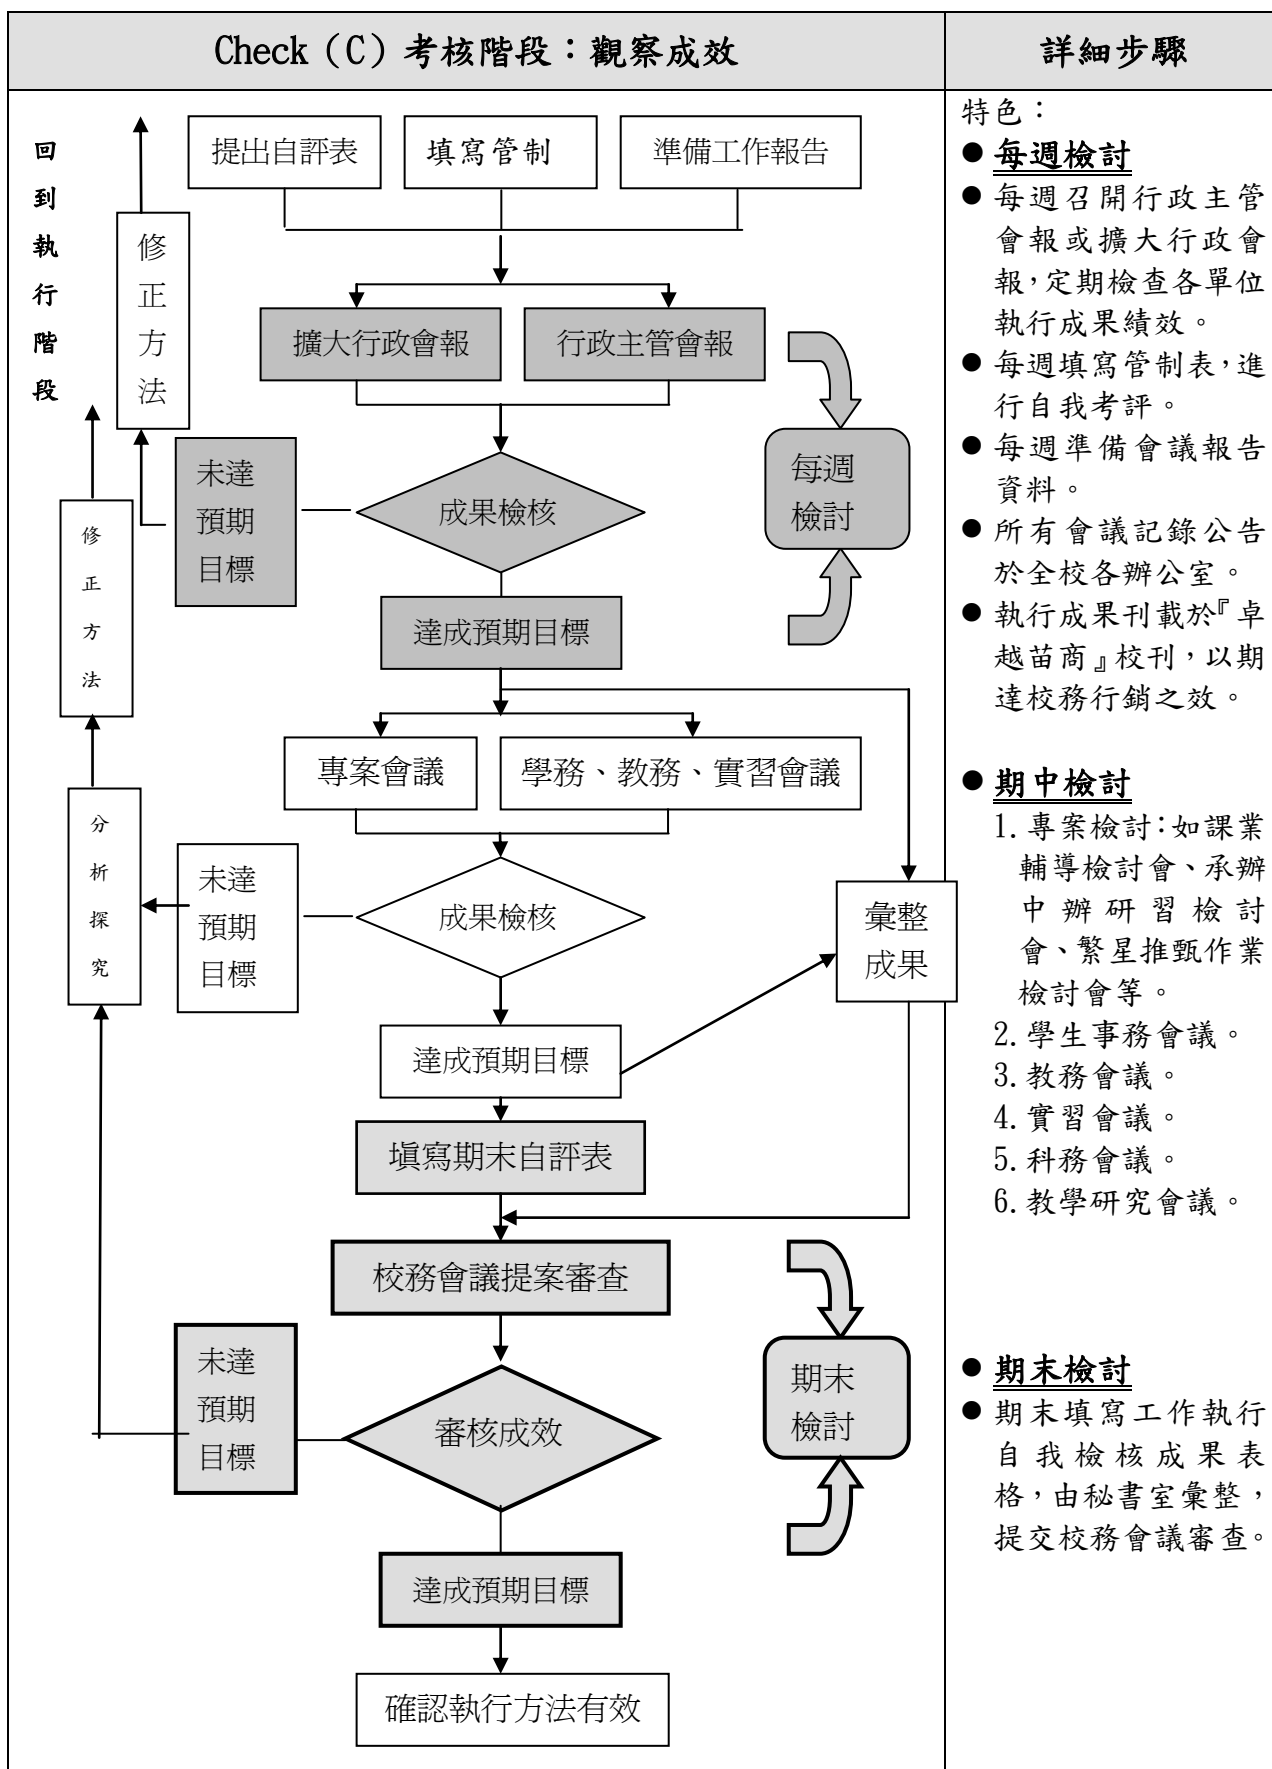 Check（C）考核階段：觀察成效
詳細步驟
回到執行階段
修正方法
提出自評表
填寫管制
準備工作報告
擴大行政會報
行政主管會報
未達
預期
目標
成果檢核
每週
檢討
達成預期目標
修正方法
專案會議
學務、教務、實習會議
分析探究
未達
預期
目標
成果檢核
彙整
成果
達成預期目標
填寫期末自評表
校務會議提案審查
未達
預期
目標
審核成效
期末
檢討
達成預期目標
確認執行方法有效
特色：
● 每週檢討
● 每週召開行政主管
會報或擴大行政會
報，定期檢查各單位
執行成果績效。
● 每週填寫管制表，進
行自我考評。
● 每週準備會議報告
資料。
● 所有會議記錄公告
於全校各辦公室。
● 執行成果刊載於『卓
越苗商』校刊，以期
達校務行銷之效。
● 期中檢討
1. 專案檢討：如課業
輔導檢討會、承辦
中辦研習檢討
會、繁星推甄作業
檢討會等。
2. 學生事務會議。
3. 教務會議。
4. 實習會議。
5. 科務會議。
6. 教學研究會議。
● 期末檢討
● 期末填寫工作執行
自我檢核成果表
格，由秘書室彙整，
提交校務會議審查。